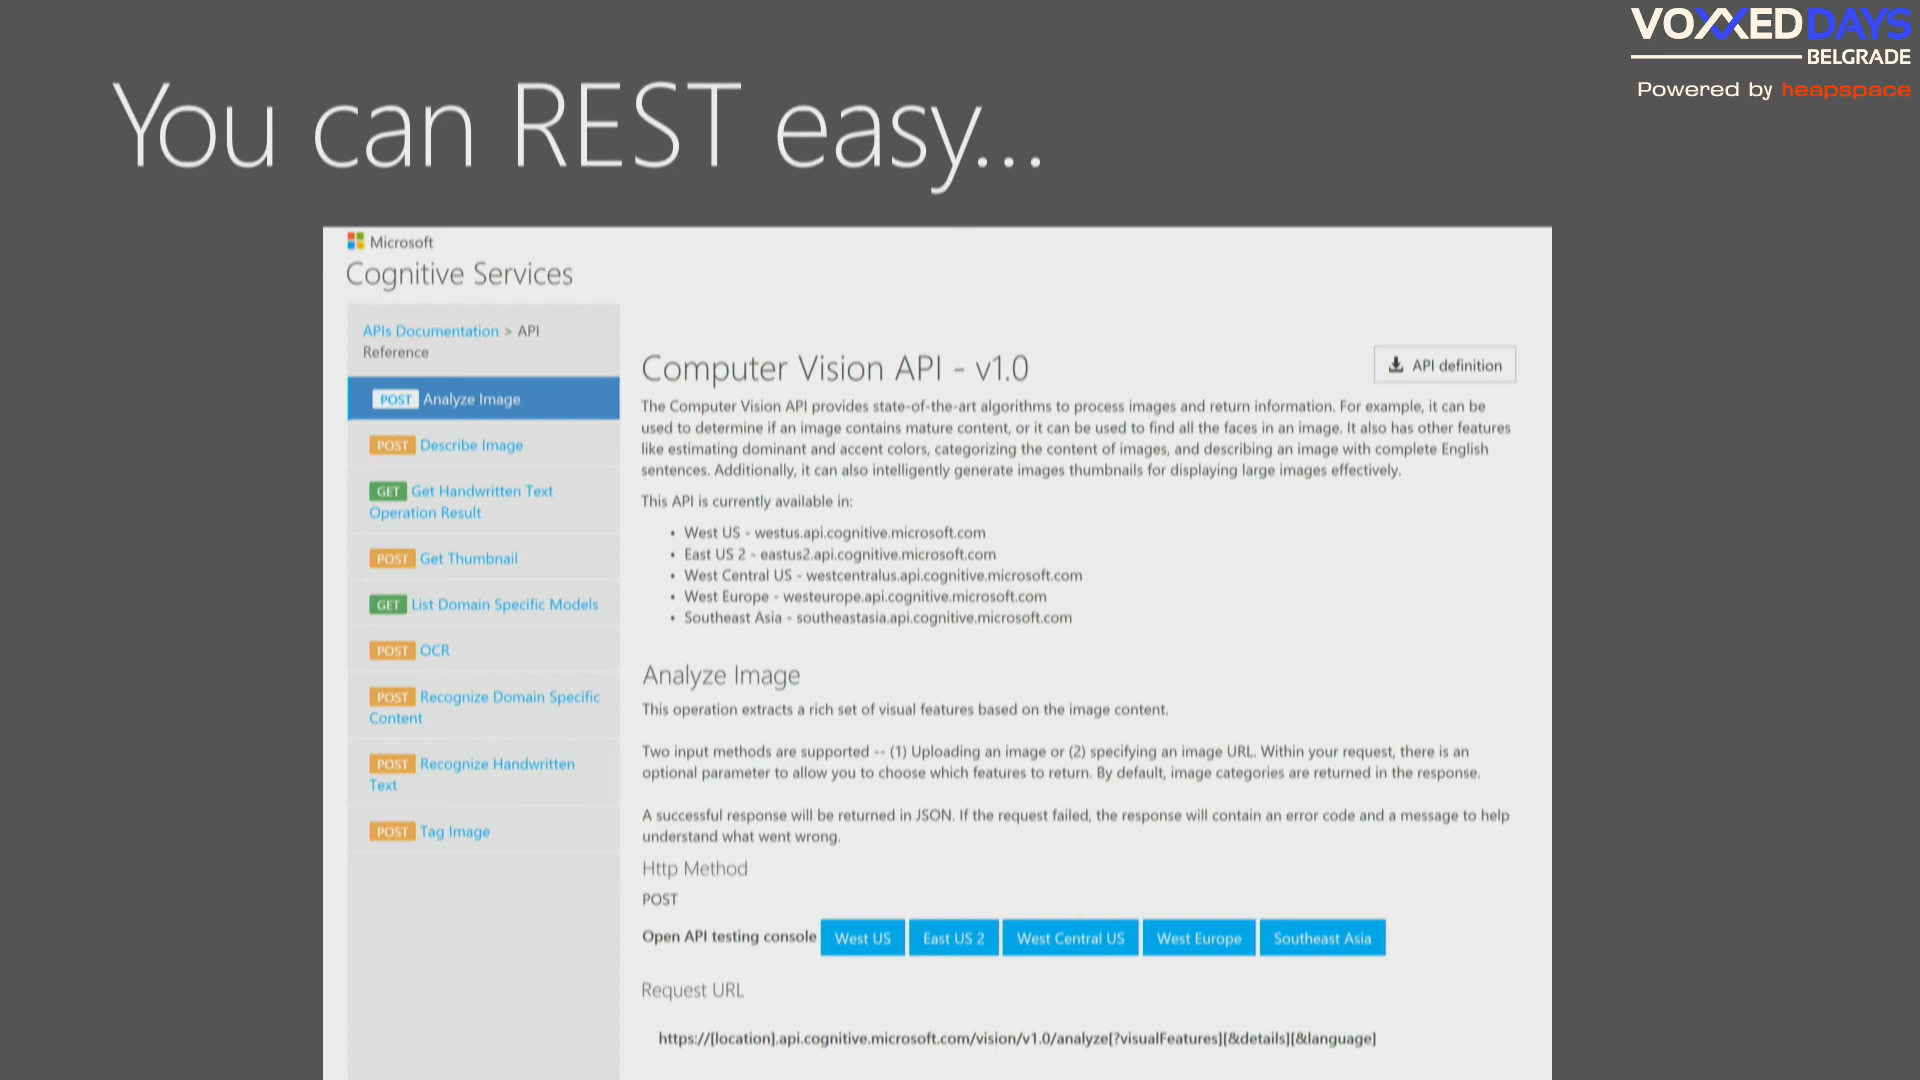 VOXXEDDAYS
BELGRADE
Powered by heapspace
You can REST easy...
Microsoft
Cognitive Services
APIs Documentation > API
Reference
POST Analyze Image
POST Describe Image
GET Get Handwritten Text
Operation Result
POST Get Thumbnail
GET List Domain Specific Models
POST OCR
POST Recognize Domain Specific
Content
POST Recognize Handwritten
Text
POST Tag Image
Computer Vision API - v1.0
API definition
The Computer Vision API provides state-of-the-art algorithms to process images and return information. For example, it can be
used to determine if an image contains mature content, or it can be used to find all the faces in an image. It also has other features
like estimating dominant and accent colors, categorizing the content of images, and describing an image with complete English
sentences. Additionally, it can also intelligently generate images thumbnails for displaying large images effectively.
This API is currently available in:
• West US - westus.api.cognitive.microsoft.com
• East US 2 - eastus2.api.cognitive.microsoft.com
• West Central US - westcentralus.api.cognitive.microsoft.com
• West Europe - westeurope.api.cognitive.microsoft.com
• Southeast Asia - southeastasia.api.cognitive.microsoft.com
Analyze Image
This operation extracts a rich set of visual features based on the image content.
Two input methods are supported -- (1) Uploading an image or (2) specifying an image URL. Within your request, there is an
optional parameter to allow you to choose which features to return. By default, image categories are returned in the response.
A successful response will be returned in JSON. If the request failed, the response will contain an error code and a message to help
understand what went wrong.
Http Method
POST
Open API testing console West US East US 2 West Central US West Europe Southeast Asia
Request URL
https://[location].api.cognitive.microsoft.com/vision/v1.0/analyze[?visualFeatures][&details][&language]